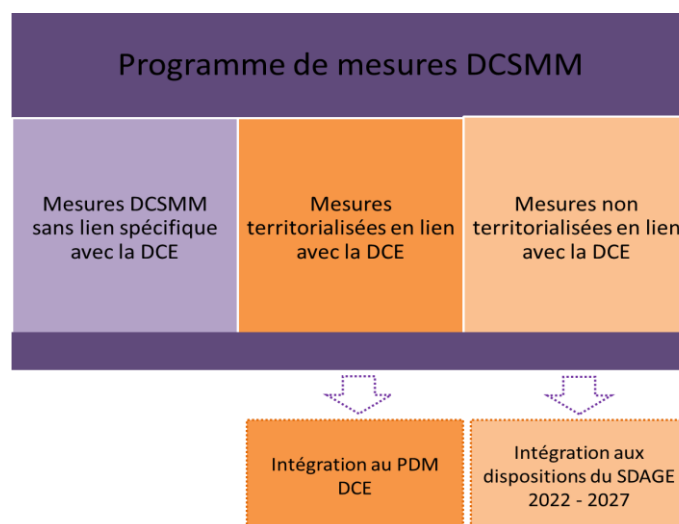 Programme de mesures DCSMM
Mesures DCSMM
sans lien spécifique
avec la DCE
Mesures
territorialisées en lien
avec la DCE
Mesures non
territorialisées en lien
avec la DCE
Intégration au PDM
DCE
Intégration aux
dispositions du SDAGE
2022 - 2027